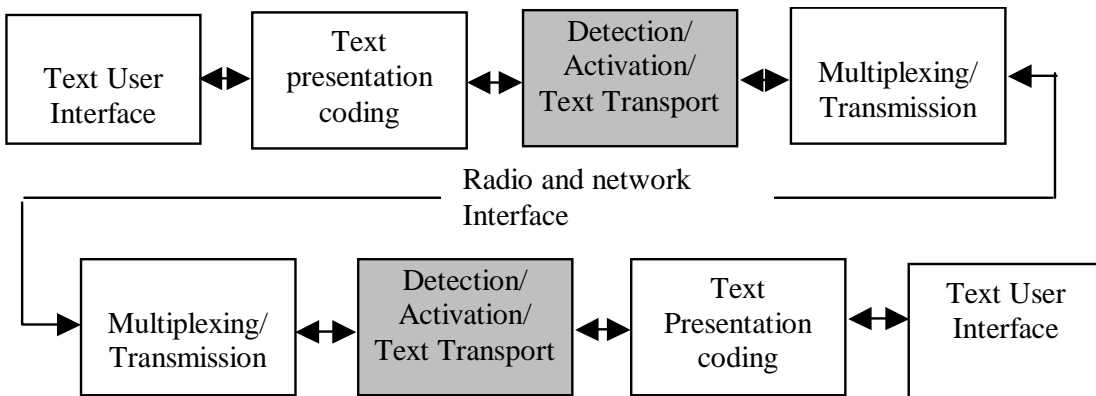 Text User
Interface
Text
presentation
coding
Detection/
Activation/
Text Transport
Multiplexing/
Transmission
Radio and network
Interface
Multiplexing/
Transmission
Detection/
Activation/
Text Transport
Text
Presentation
coding
Text User
Interface